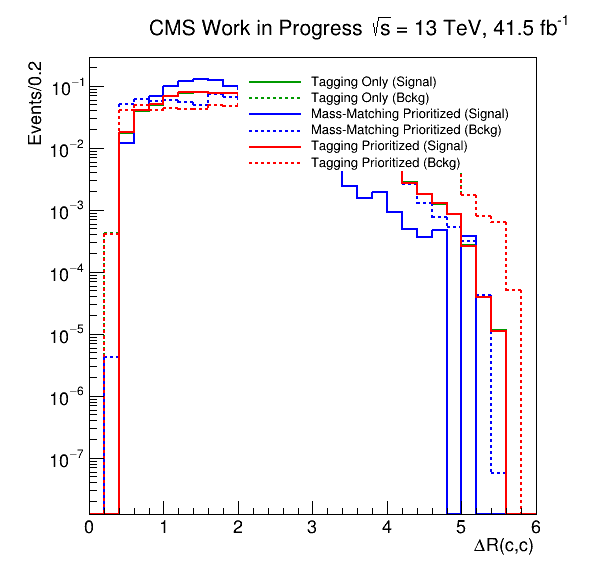 CMS Work in Progress √s = 13 TeV, 41.5 fb⁻¹
Events/0.2
Tagging Only (Signal)
Tagging Only (Bckg)
Mass-Matching Prioritized (Signal)
Mass-Matching Prioritized (Bckg)
Tagging Prioritized (Signal)
Tagging Prioritized (Bckg)
10⁻¹
10⁻²
10⁻³
10⁻⁴
10⁻⁵
10⁻⁶
10⁻⁷
0 1 2 3 4 5 6
ΔR(c,c)